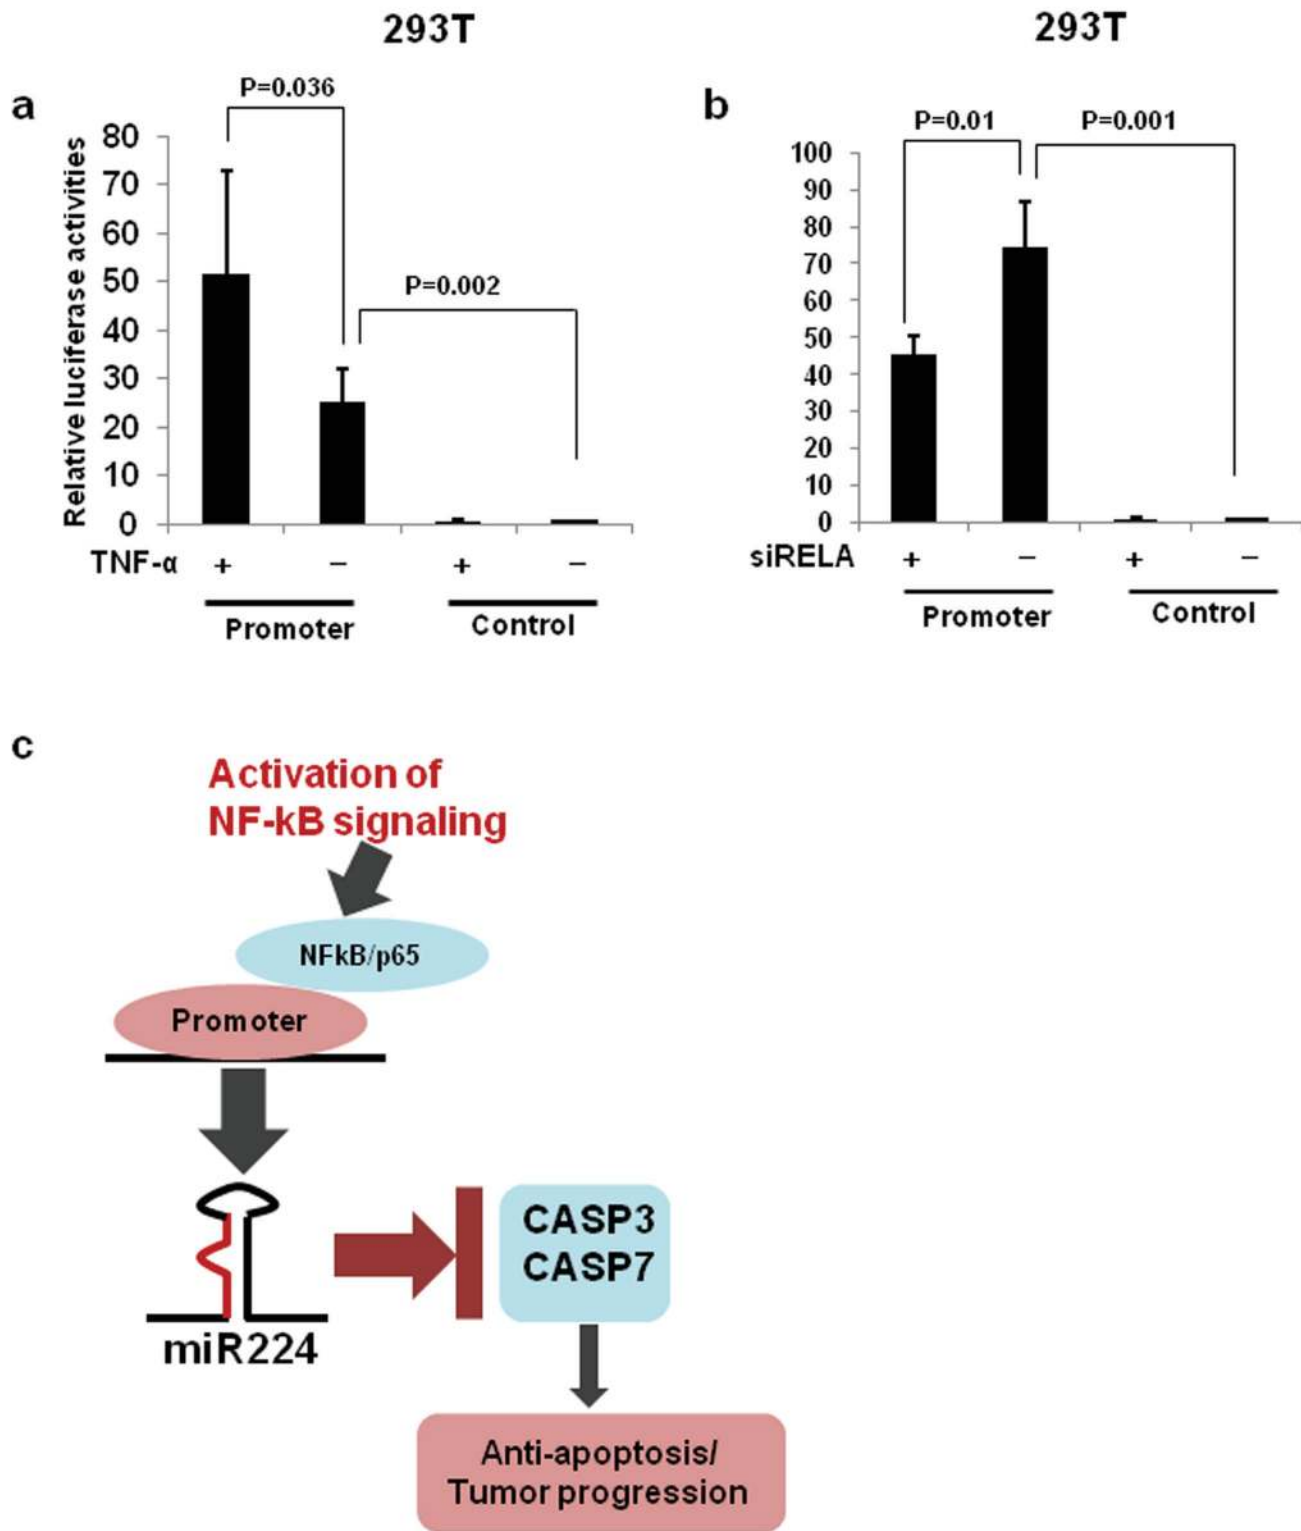 293T
a
P=0.036
Relative luciferase activities
80
70
60
50
40
30
20
10
0
P=0.002
TNF-α + − + −
Promoter Control
293T
b
P=0.01 P=0.001
100
90
80
70
60
50
40
30
20
10
0
siRELA + − + −
Promoter Control
c
Activation of
NF-kB signaling
NFkB/p65
Promoter
miR224
CASP3
CASP7
Anti-apoptosis/
Tumor progression